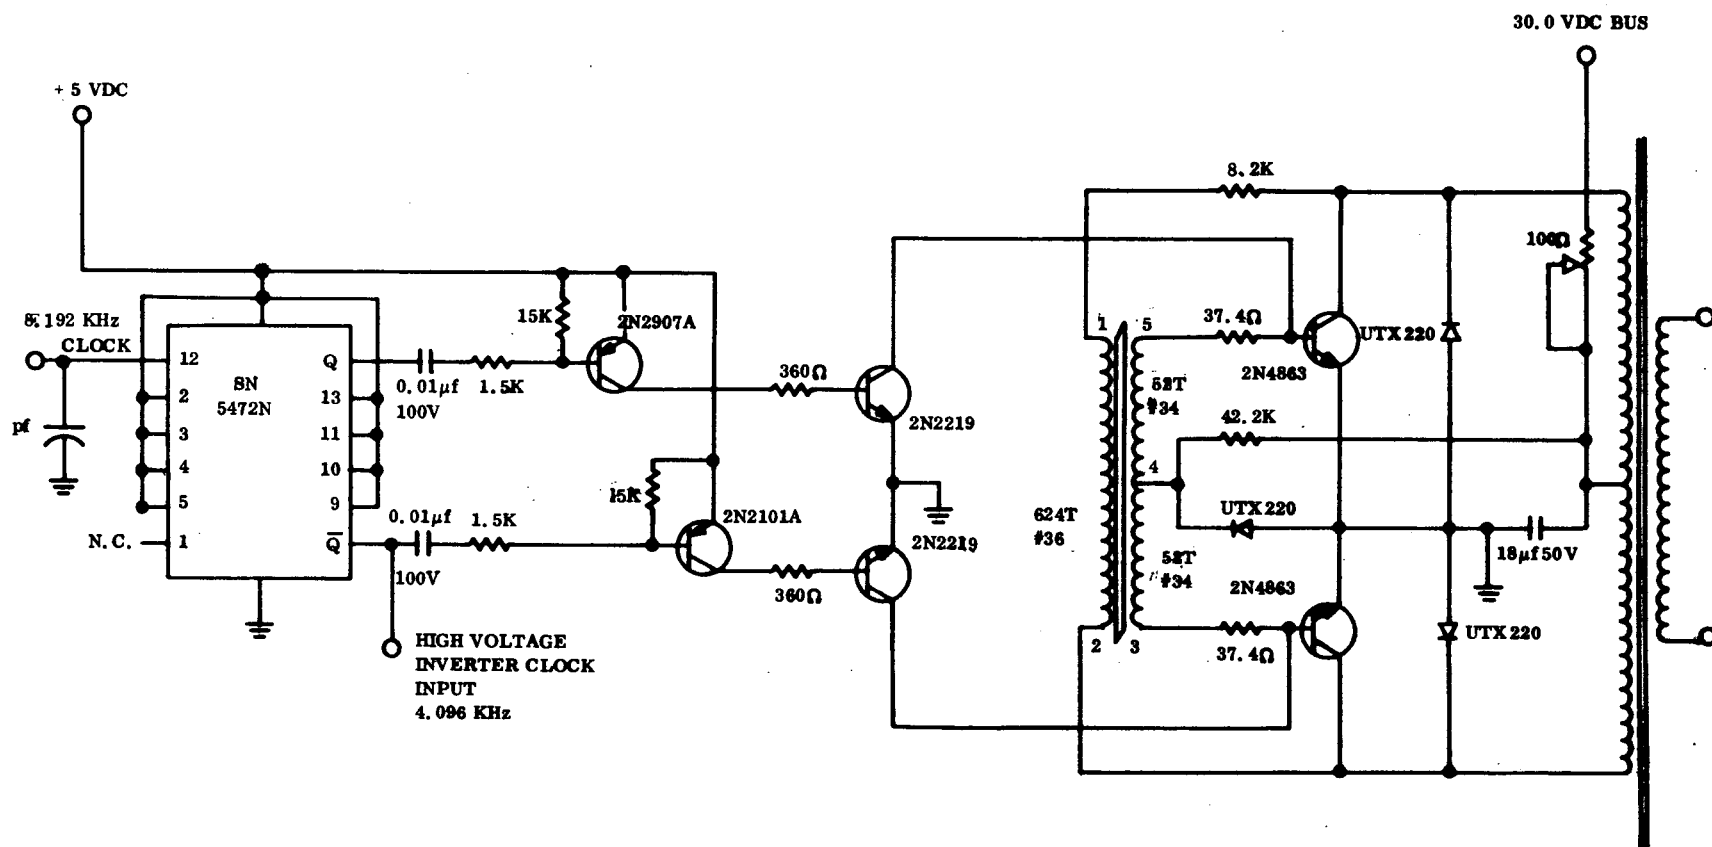 30.0 VDC BUS
+ 5 VDC
8.2K
100Ω
8.192 KHz
CLOCK
15K
2N2907A
1
5
37.4Ω
UTX 220
12
Q
8N
5472N
0.01μf
100V
1.5K
360Ω
2N4863
2
13
52T
#34
2N2219
42.2K
pf
3
11
4
10
4
15K
5
9
0.01μf
1.5K
2N2101A
624T
#36
UTX 220
N.C.
1
Q̅
100V
2N2219
18μf 50V
52T
#34
360Ω
2N4863
HIGH VOLTAGE
INVERTER CLOCK
INPUT
4.096 KHz
2
3
37.4Ω
UTX 220